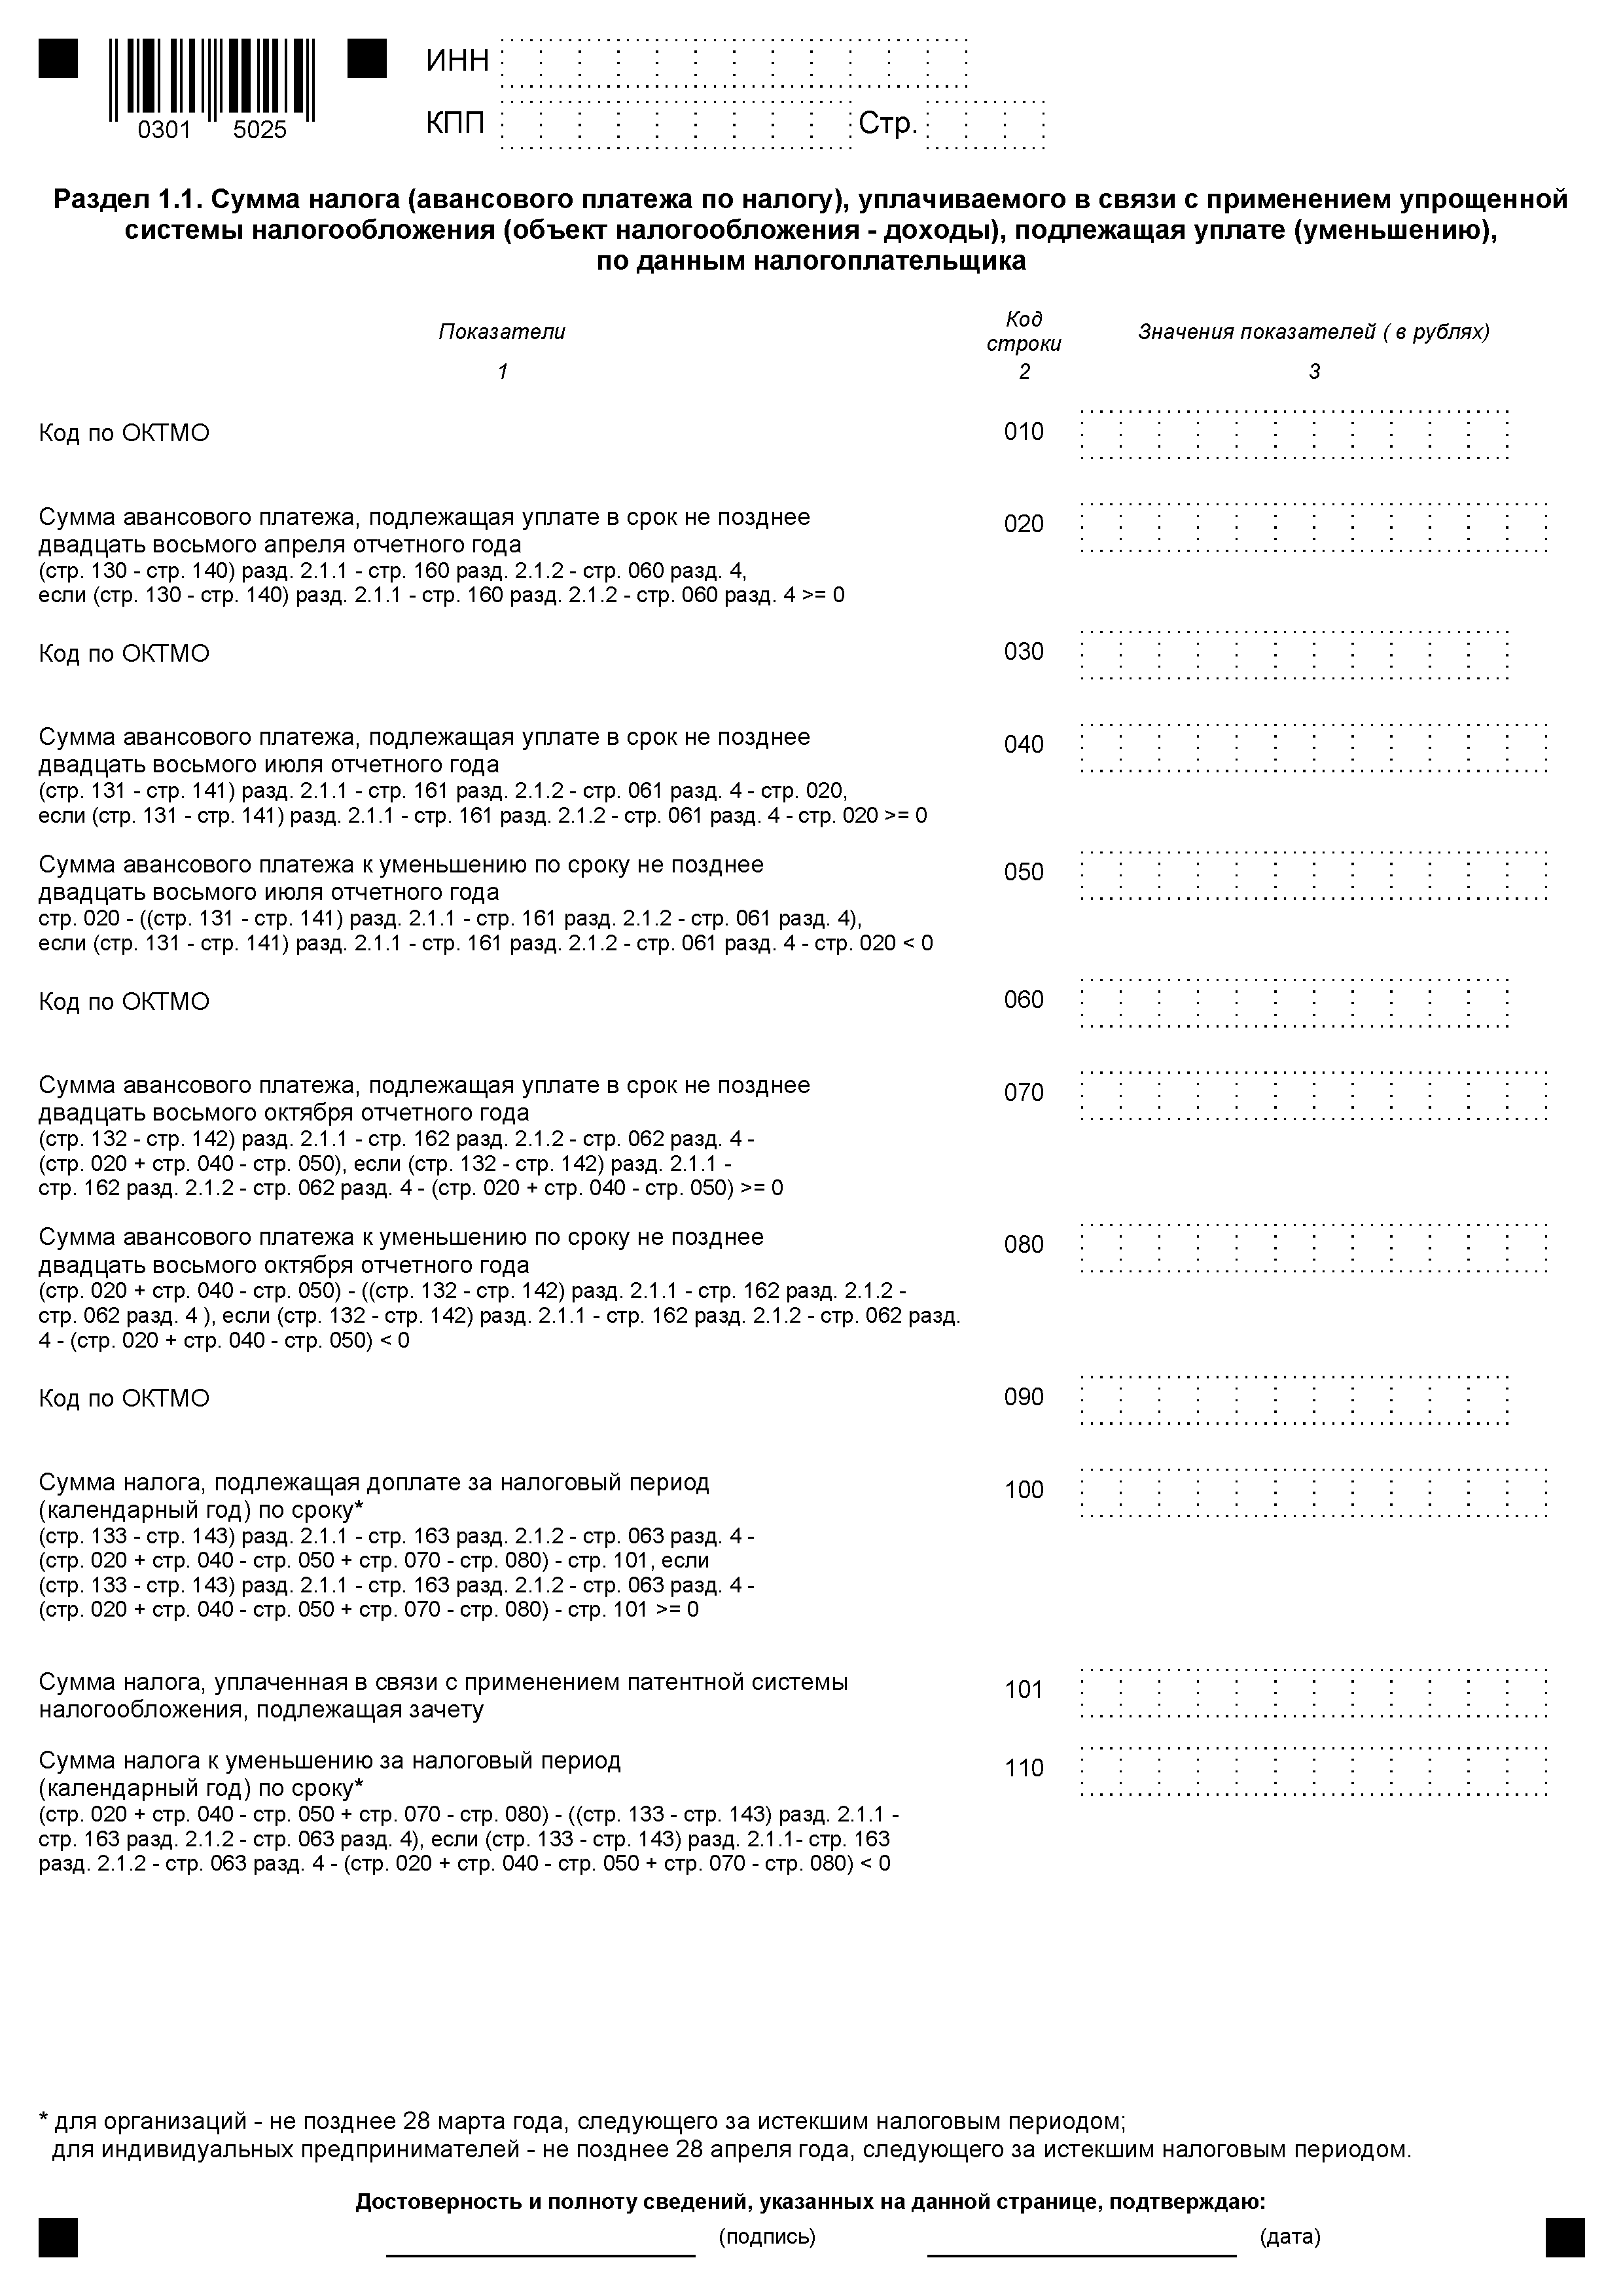 ИНН
0301 5025
КПП Стр.
Раздел 1.1. Сумма налога (авансового платежа по налогу), уплачиваемого в связи с применением упрощенной
системы налогообложения (объект налогообложения - доходы), подлежащая уплате (уменьшению),
по данным налогоплательщика
Показатели Код строки Значения показателей ( в рублях)
1 2 3
Код по ОКТМО 010
Сумма авансового платежа, подлежащая уплате в срок не позднее 020
двадцать восьмого апреля отчетного года
(стр. 130 - стр. 140) разд. 2.1.1 - стр. 160 разд. 2.1.2 - стр. 060 разд. 4,
если (стр. 130 - стр. 140) разд. 2.1.1 - стр. 160 разд. 2.1.2 - стр. 060 разд. 4 >= 0
Код по ОКТМО 030
Сумма авансового платежа, подлежащая уплате в срок не позднее 040
двадцать восьмого июля отчетного года
(стр. 131 - стр. 141) разд. 2.1.1 - стр. 161 разд. 2.1.2 - стр. 061 разд. 4 - стр. 020,
если (стр. 131 - стр. 141) разд. 2.1.1 - стр. 161 разд. 2.1.2 - стр. 061 разд. 4 - стр. 020 >= 0
Сумма авансового платежа к уменьшению по сроку не позднее 050
двадцать восьмого июля отчетного года
стр. 020 - ((стр. 131 - стр. 141) разд. 2.1.1 - стр. 161 разд. 2.1.2 - стр. 061 разд. 4),
если (стр. 131 - стр. 141) разд. 2.1.1 - стр. 161 разд. 2.1.2 - стр. 061 разд. 4 - стр. 020 < 0
Код по ОКТМО 060
Сумма авансового платежа, подлежащая уплате в срок не позднее 070
двадцать восьмого октября отчетного года
(стр. 132 - стр. 142) разд. 2.1.1 - стр. 162 разд. 2.1.2 - стр. 062 разд. 4 -
(стр. 020 + стр. 040 - стр. 050), если (стр. 132 - стр. 142) разд. 2.1.1 -
стр. 162 разд. 2.1.2 - стр. 062 разд. 4 - (стр. 020 + стр. 040 - стр. 050) >= 0
Сумма авансового платежа к уменьшению по сроку не позднее 080
двадцать восьмого октября отчетного года
(стр. 020 + стр. 040 - стр. 050) - ((стр. 132 - стр. 142) разд. 2.1.1 - стр. 162 разд. 2.1.2 -
стр. 062 разд. 4 ), если (стр. 132 - стр. 142) разд. 2.1.1 - стр. 162 разд. 2.1.2 - стр. 062 разд.
4 - (стр. 020 + стр. 040 - стр. 050) < 0
Код по ОКТМО 090
Сумма налога, подлежащая доплате за налоговый период 100
(календарный год) по сроку*
(стр. 133 - стр. 143) разд. 2.1.1 - стр. 163 разд. 2.1.2 - стр. 063 разд. 4 -
(стр. 020 + стр. 040 - стр. 050 + стр. 070 - стр. 080) - стр. 101, если
(стр. 133 - стр. 143) разд. 2.1.1 - стр. 163 разд. 2.1.2 - стр. 063 разд. 4 -
(стр. 020 + стр. 040 - стр. 050 + стр. 070 - стр. 080) - стр. 101 >= 0
Сумма налога, уплаченная в связи с применением патентной системы 101
налогообложения, подлежащая зачету
Сумма налога к уменьшению за налоговый период 110
(календарный год) по сроку*
(стр. 020 + стр. 040 - стр. 050 + стр. 070 - стр. 080) - ((стр. 133 - стр. 143) разд. 2.1.1 -
стр. 163 разд. 2.1.2 - стр. 063 разд. 4), если (стр. 133 - стр. 143) разд. 2.1.1- стр. 163
разд. 2.1.2 - стр. 063 разд. 4 - (стр. 020 + стр. 040 - стр. 050 + стр. 070 - стр. 080) < 0
* для организаций - не позднее 28 марта года, следующего за истекшим налоговым периодом;
для индивидуальных предпринимателей - не позднее 28 апреля года, следующего за истекшим налоговым периодом.
Достоверность и полноту сведений, указанных на данной странице, подтверждаю:
(подпись) (дата)